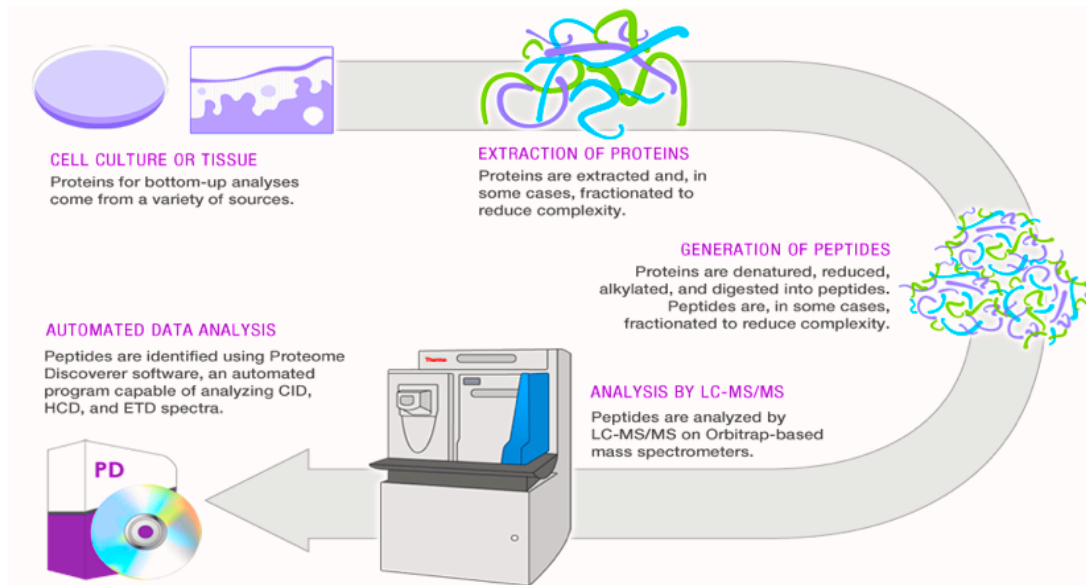 CELL CULTURE OR TISSUE
Proteins for bottom-up analyses
come from a variety of sources.
EXTRACTION OF PROTEINS
Proteins are extracted and, in
some cases, fractionated to
reduce complexity.
GENERATION OF PEPTIDES
Proteins are denatured, reduced,
alkylated, and digested into peptides.
Peptides are, in some cases,
fractionated to reduce complexity.
ANALYSIS BY LC-MS/MS
Peptides are analyzed by
LC-MS/MS on Orbitrap-based
mass spectrometers.
Thermo
AUTOMATED DATA ANALYSIS
Peptides are identified using Proteome
Discoverer software, an automated
program capable of analyzing CID,
HCD, and ETD spectra.
PD